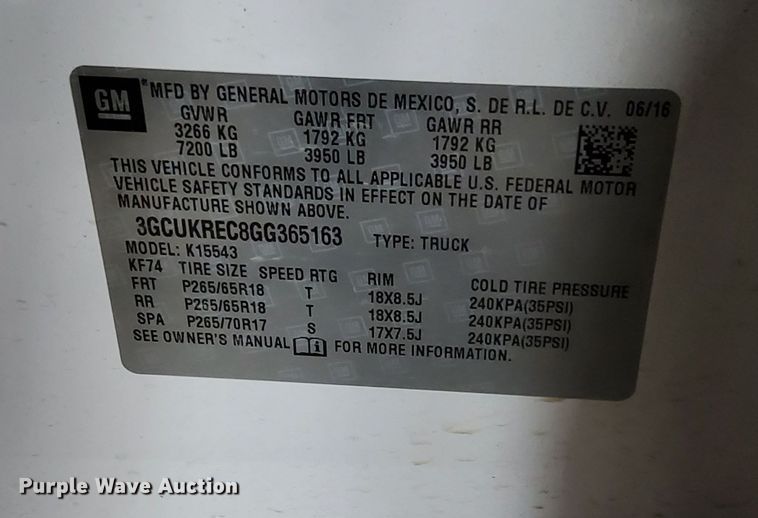 GM *MFD BY GENERAL MOTORS DE MEXICO, S. DE R.L. DE C.V. 06/16
GVWR GAWR FRT GAWR RR
3266 KG 1792 KG 1792 KG
7200 LB 3950 LB 3950 LB
THIS VEHICLE CONFORMS TO ALL APPLICABLE U.S. FEDERAL MOTOR
VEHICLE SAFETY STANDARDS IN EFFECT ON THE DATE OF
MANUFACTURE SHOWN ABOVE.
3GCUKREC8GG365163 TYPE: TRUCK
MODEL: K15543
KF74 TIRE SIZE SPEED RTG RIM COLD TIRE PRESSURE
FRT P265/65R18 T 18X8.5J 240KPA(35PSI)
RR P265/65R18 T 18X8.5J 240KPA(35PSI)
SPA P265/70R17 S 17X7.5J 240KPA(35PSI)
SEE OWNER'S MANUAL FOR MORE INFORMATION.
Purple Wave Auction